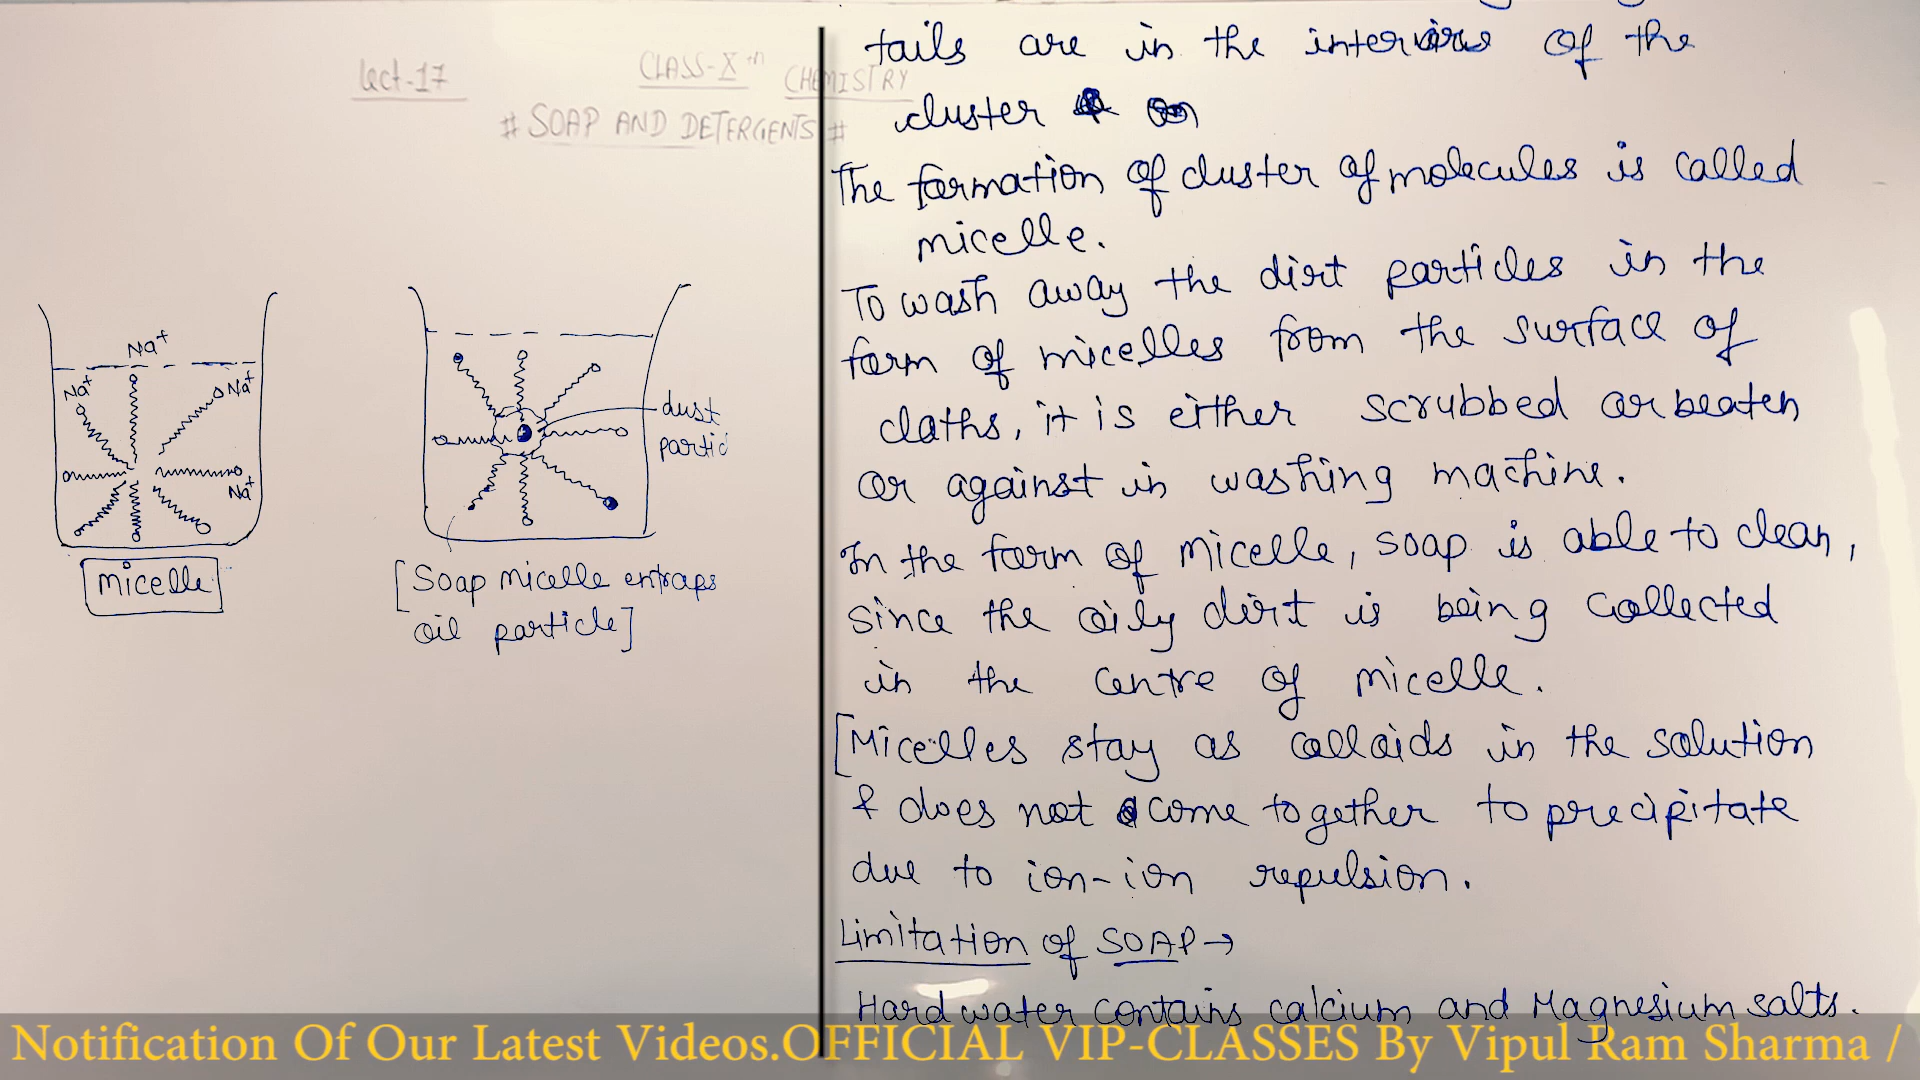 Lect-17
CLASS-Xth CHEMISTRY
# SOAP AND DETERGENTS #
Na+
Na+
Na+
Na+
micelle
dust
partic
[Soap micelle entraps
oil particle]
tails are in the interior of the
cluster
The formation of cluster of molecules is called
micelle.
To wash away the dirt particles in the
form of micelles from the surface of
cloths, it is either scrubbed or beaten
or against in washing machine.
In the form of micelle, soap is able to clean,
since the oily dirt is being collected
in the centre of micelle.
[Micelles stay as colloids in the solution
& does not come together to precipitate
due to ion-ion repulsion.
Limitation of SOAP→
Hard water contains calcium and Magnesium salts.
Notification Of Our Latest Videos.OFFICIAL VIP-CLASSES By Vipul Ram Sharma /